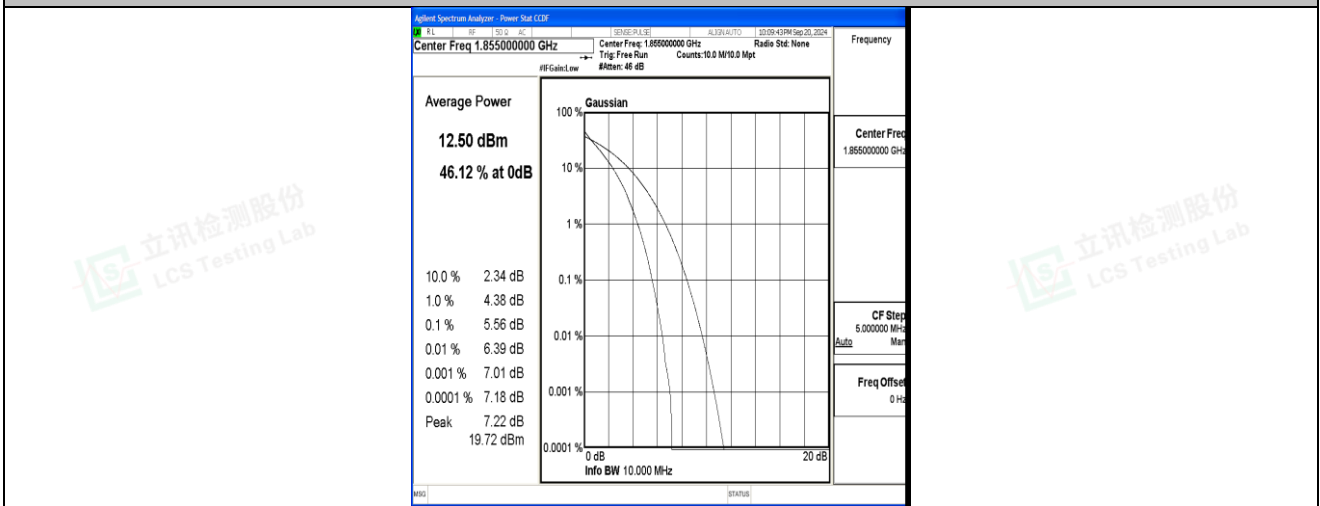 Agilent Spectrum Analyzer - Power Stat CCDF
RL RF 50 Ω AC SENSE:PULSE ALIGN AUTO 10:09:43 PM Sep 20, 2024
Center Freq 1.855000000 GHz
Center Freq: 1.855000000 GHz Radio Std: None
Trig: Free Run Counts:10.0 M/10.0 Mpt
#IFGain:Low #Atten: 46 dB
Frequency
Average Power
12.50 dBm
46.12 % at 0dB
10.0 % 2.34 dB
1.0 % 4.38 dB
0.1 % 5.56 dB
0.01 % 6.39 dB
0.001 % 7.01 dB
0.0001 % 7.18 dB
Peak 7.22 dB
19.72 dBm
Gaussian
100 %
10 %
1 %
0.1 %
0.01 %
0.001 %
0.0001 %
0 dB 20 dB
Info BW 10.000 MHz
Center Freq
1.855000000 GHz
CF Step
5.000000 MHz
Auto Man
Freq Offset
0 Hz
MSG STATUS
立讯检测股份
LCS Testing Lab
立讯检测股份
LCS Testing Lab